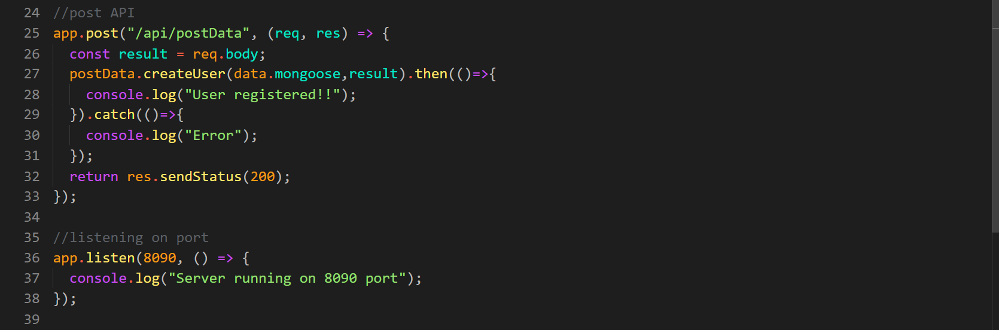 24 //post API
25 app.post("/api/postData", (req, res) => {
26   const result = req.body;
27   postData.createUser(data.mongoose,result).then(()=>{
28     console.log("User registered!!");
29   }).catch(()=>{
30     console.log("Error");
31   });
32   return res.sendStatus(200);
33 });
34
35 //listening on port
36 app.listen(8090, () => {
37   console.log("Server running on 8090 port");
38 });
39